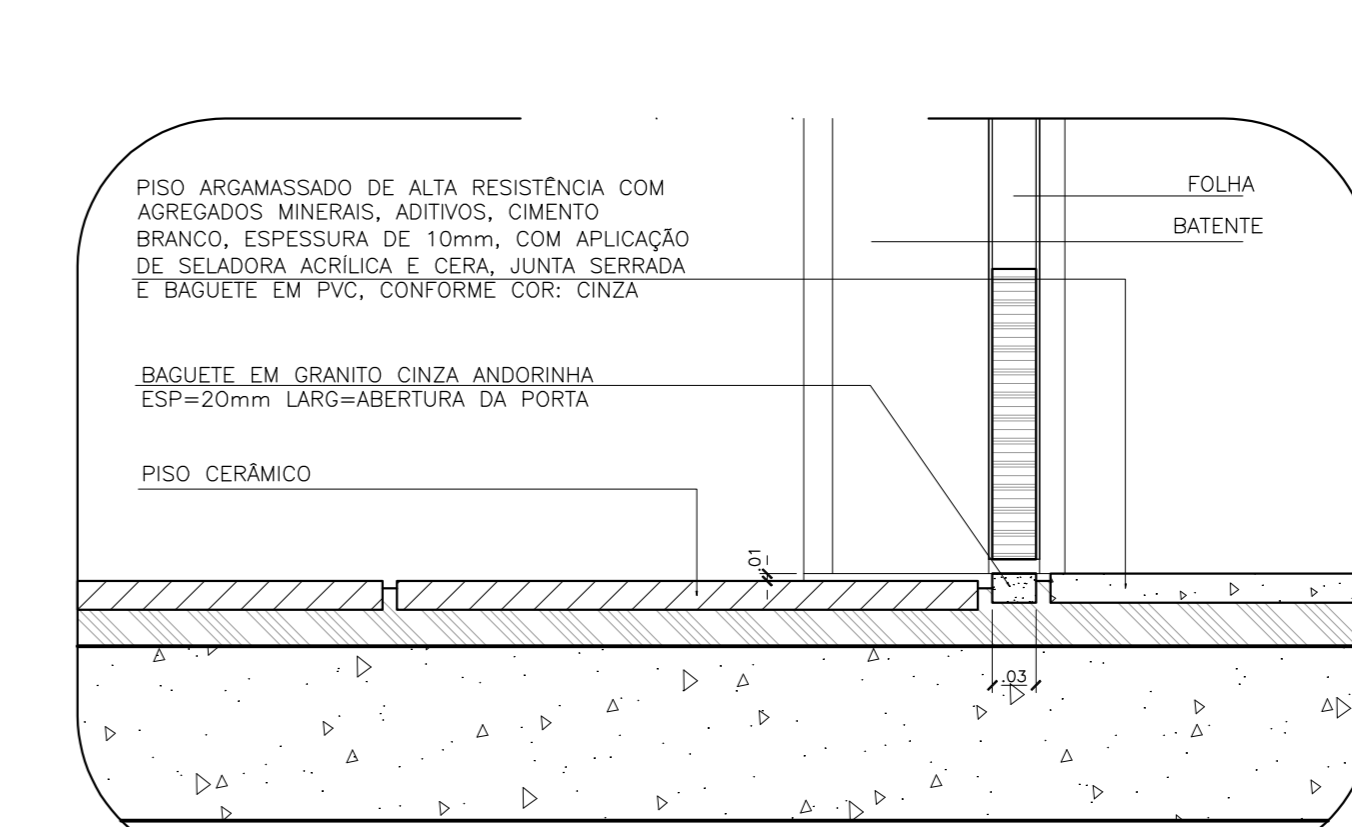 PISO ARGAMASSADO DE ALTA RESISTÊNCIA COM
AGREGADOS MINERAIS, ADITIVOS, CIMENTO
BRANCO, ESPESSURA DE 10mm, COM APLICAÇÃO
DE SELADORA ACRÍLICA E CERA, JUNTA SERRADA
E BAGUETE EM PVC, CONFORME COR: CINZA
FOLHA
BATENTE
BAGUETE EM GRANITO CINZA ANDORINHA
ESP=20mm LARG=ABERTURA DA PORTA
PISO CERÂMICO
.01
.03